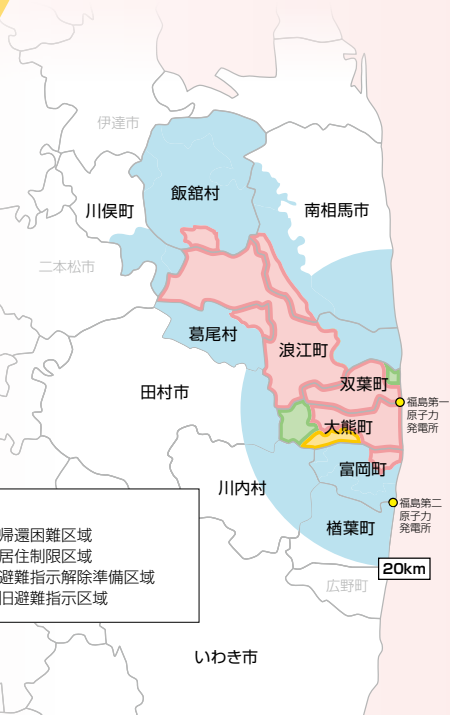 伊達市
飯舘村
川俣町
南相馬市
二本松市
葛尾村
浪江町
田村市
双葉町
福島第一
原子力
発電所
大熊町
富岡町
川内村
福島第二
原子力
発電所
楢葉町
帰還困難区域
居住制限区域
避難指示解除準備区域
旧避難指示区域
20km
広野町
いわき市